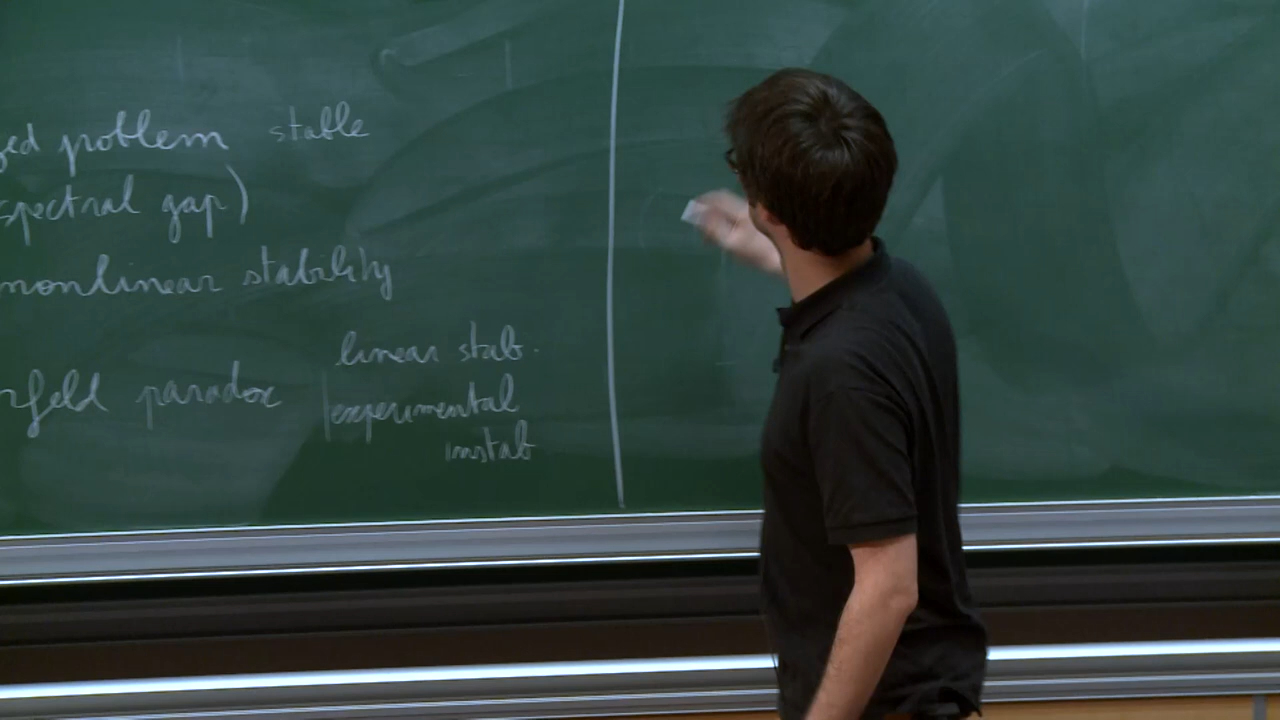 ged problem stable
spectral gap)
nonlinear stability
linear stab.
rfeld paradox
experimental
instab